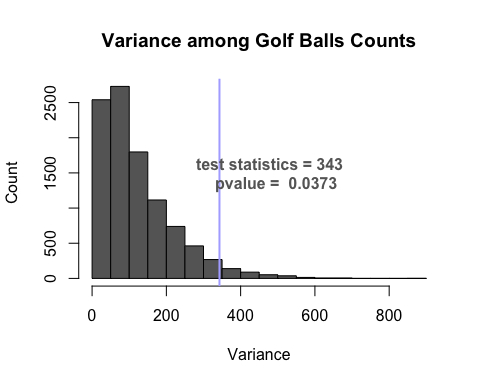 Variance among Golf Balls Counts
2500
1500
500
0
Count
test statistics = 343
pvalue =  0.0373
0 200 400 600 800
Variance